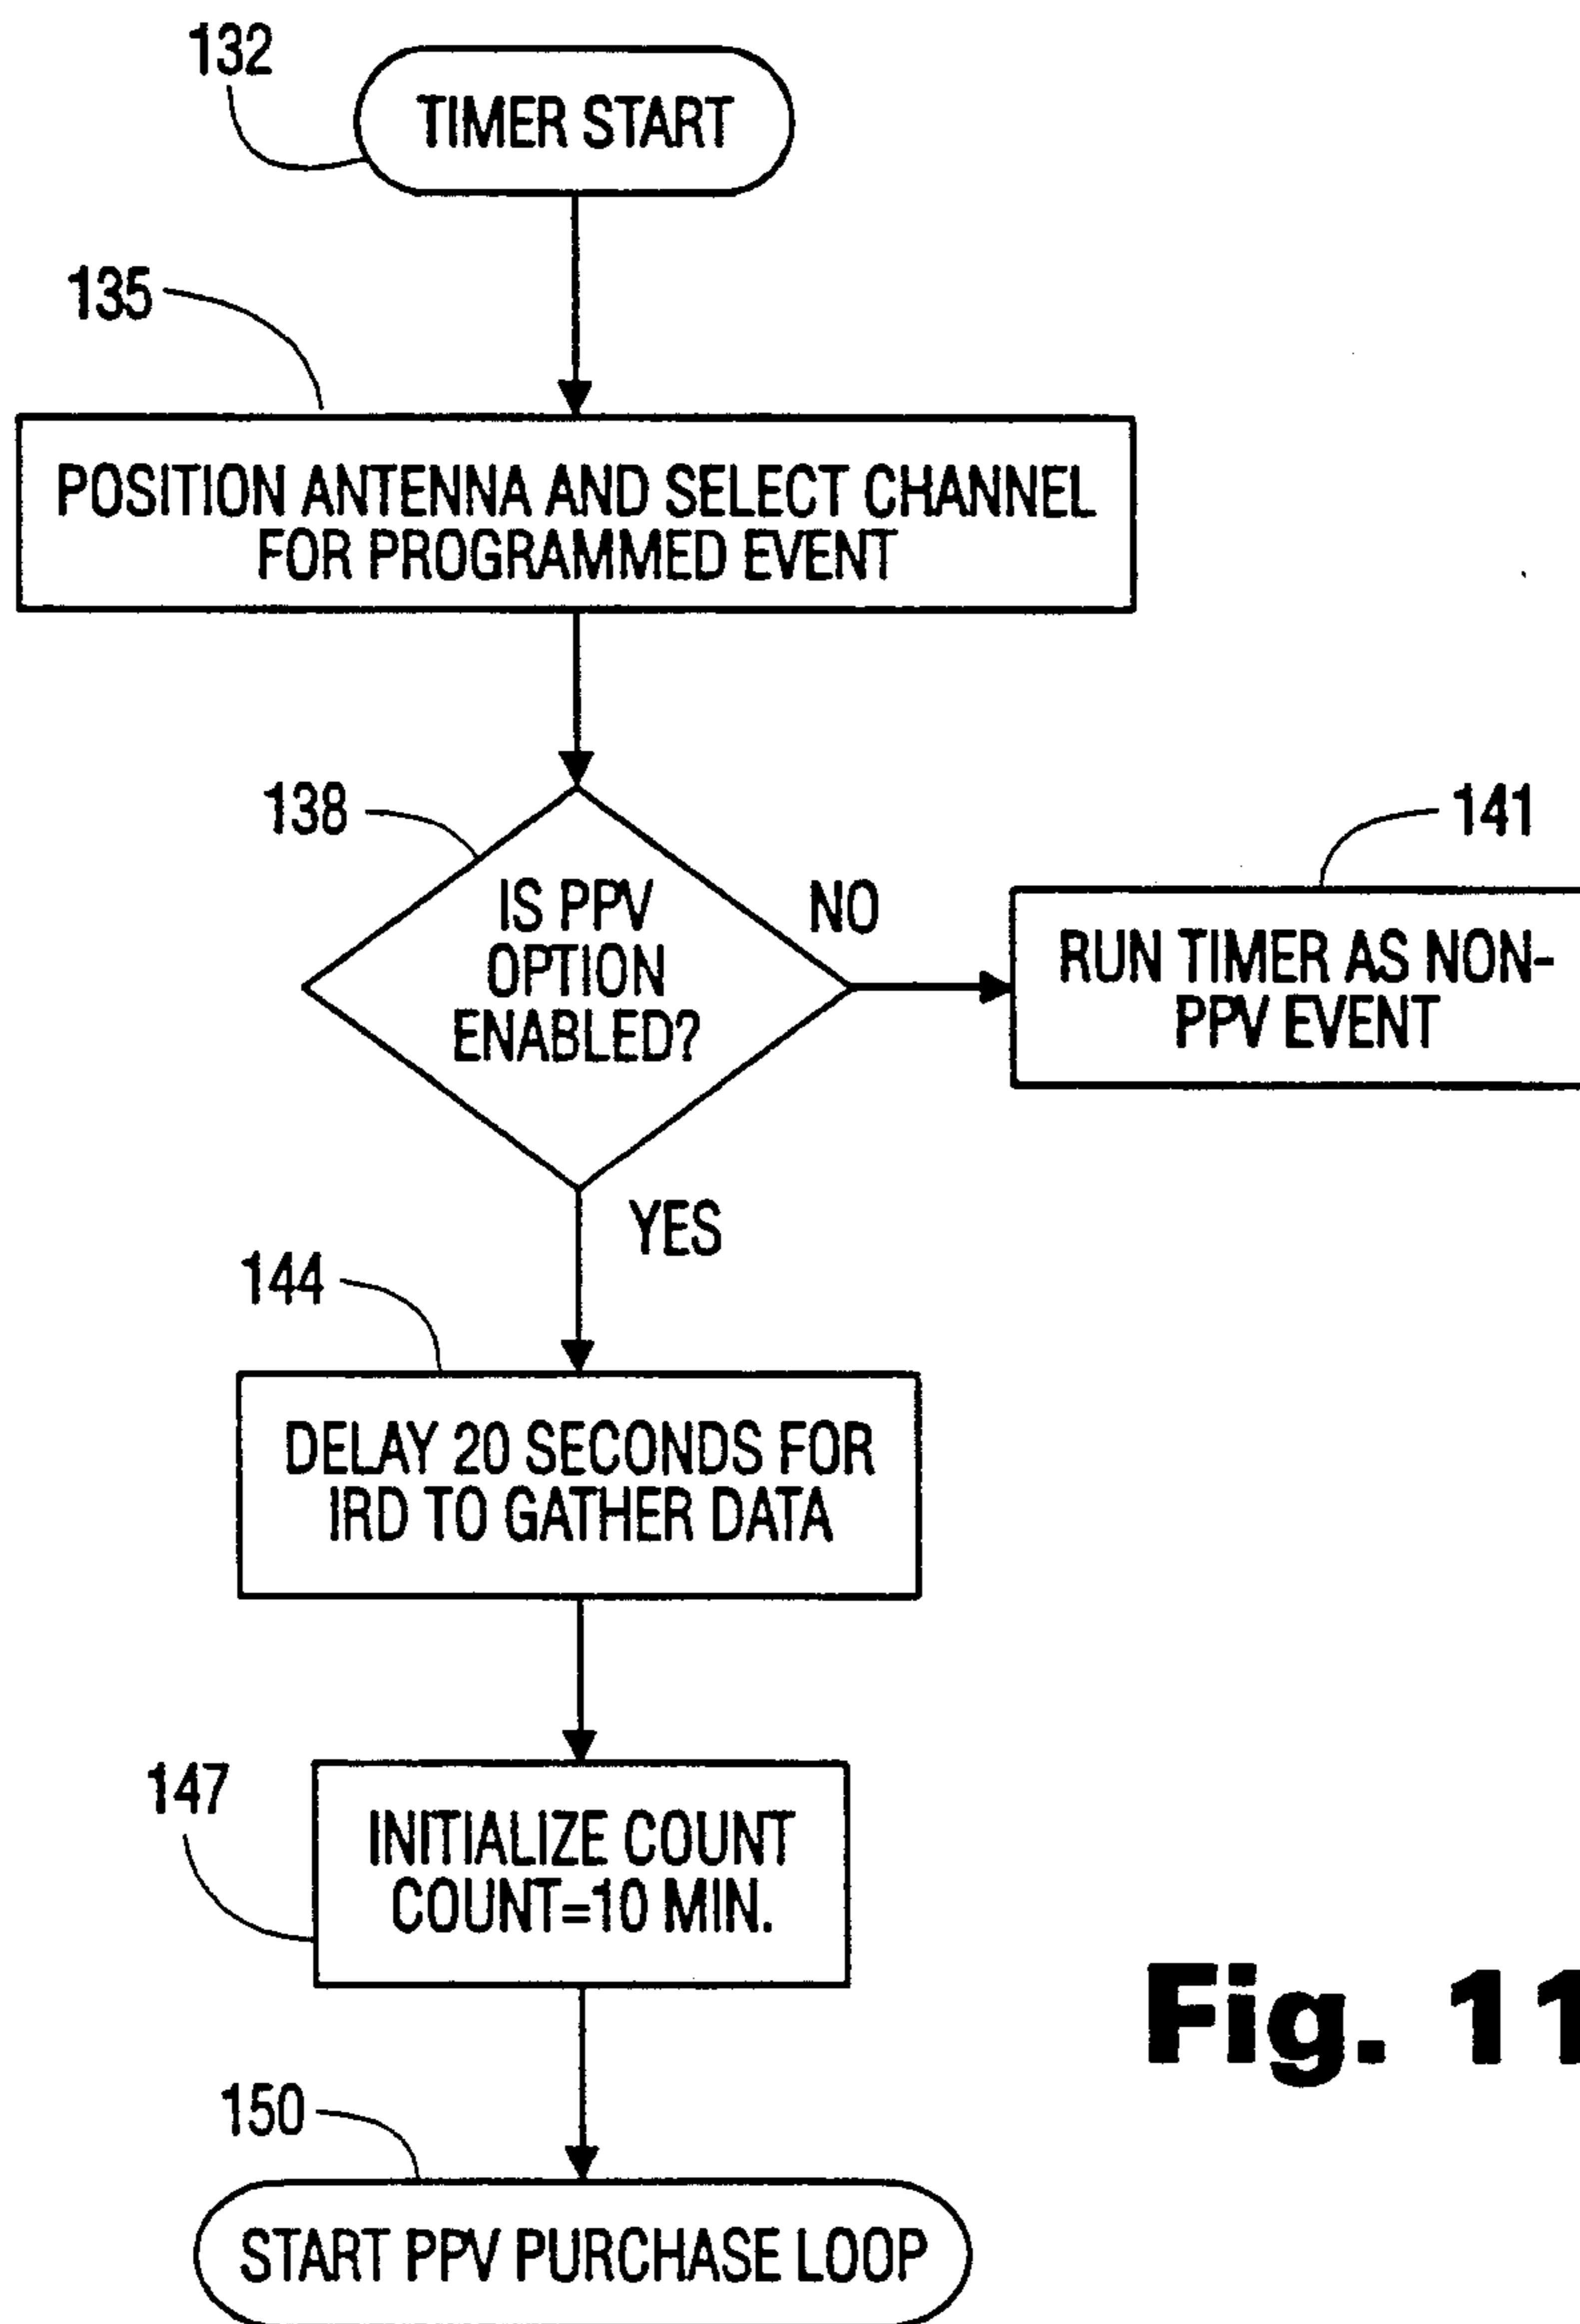 132
TIMER START
135
POSITION ANTENNA AND SELECT CHANNEL
FOR PROGRAMMED EVENT
138
IS PPV
OPTION
ENABLED?
NO
141
RUN TIMER AS NON-
PPV EVENT
YES
144
DELAY 20 SECONDS FOR
IRD TO GATHER DATA
147
INITIALIZE COUNT
COUNT=10 MIN.
150
START PPV PURCHASE LOOP
Fig. 11